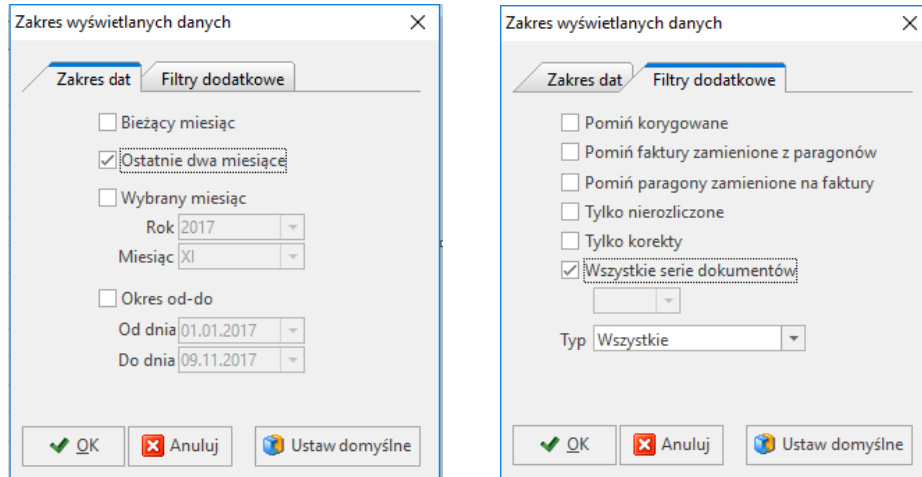 Zakres wyświetlanych danych
Zakres dat
Filtry dodatkowe
Bieżący miesiąc
Ostatnie dwa miesiące
Wybrany miesiąc
Rok 2017
Miesiąc XI
Okres od-do
Od dnia 01.01.2017
Do dnia 09.11.2017
OK
Anuluj
Ustaw domyślne
Zakres wyświetlanych danych
Zakres dat
Filtry dodatkowe
Pomiń korygowane
Pomiń faktury zamienione z paragonów
Pomiń paragony zamienione na faktury
Tylko nierozliczone
Tylko korekty
Wszystkie serie dokumentów
Typ Wszystkie
OK
Anuluj
Ustaw domyślne